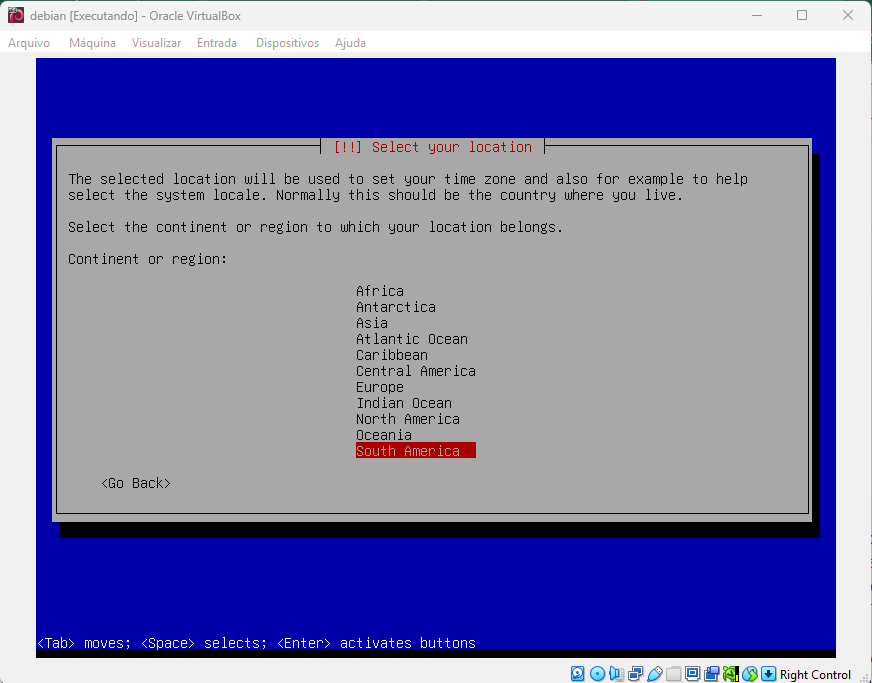 debian [Executando] - Oracle VirtualBox
Arquivo Máquina Visualizar Entrada Dispositivos Ajuda
[!!] Select your location
The selected location will be used to set your time zone and also for example to help
select the system locale. Normally this should be the country where you live.
Select the continent or region to which your location belongs.
Continent or region:
Africa
Antarctica
Asia
Atlantic Ocean
Caribbean
Central America
Europe
Indian Ocean
North America
Oceania
South America
<Go Back>
<Tab> moves; <Space> selects; <Enter> activates buttons
Right Control